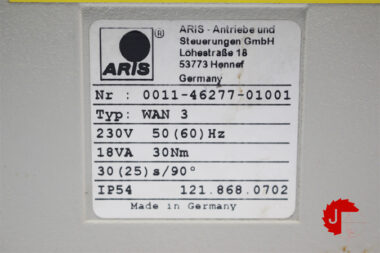 ARIS
®
ARIS - Antriebe und
Steuerungen GmbH
Löhestraße 18
53773 Hennef
Germany
Nr : 0011-46277-01001
Typ: WAN 3
230V 50(60)Hz
18VA 30Nm
30(25)s/90°
IP54 121.868.0702
Made in Germany